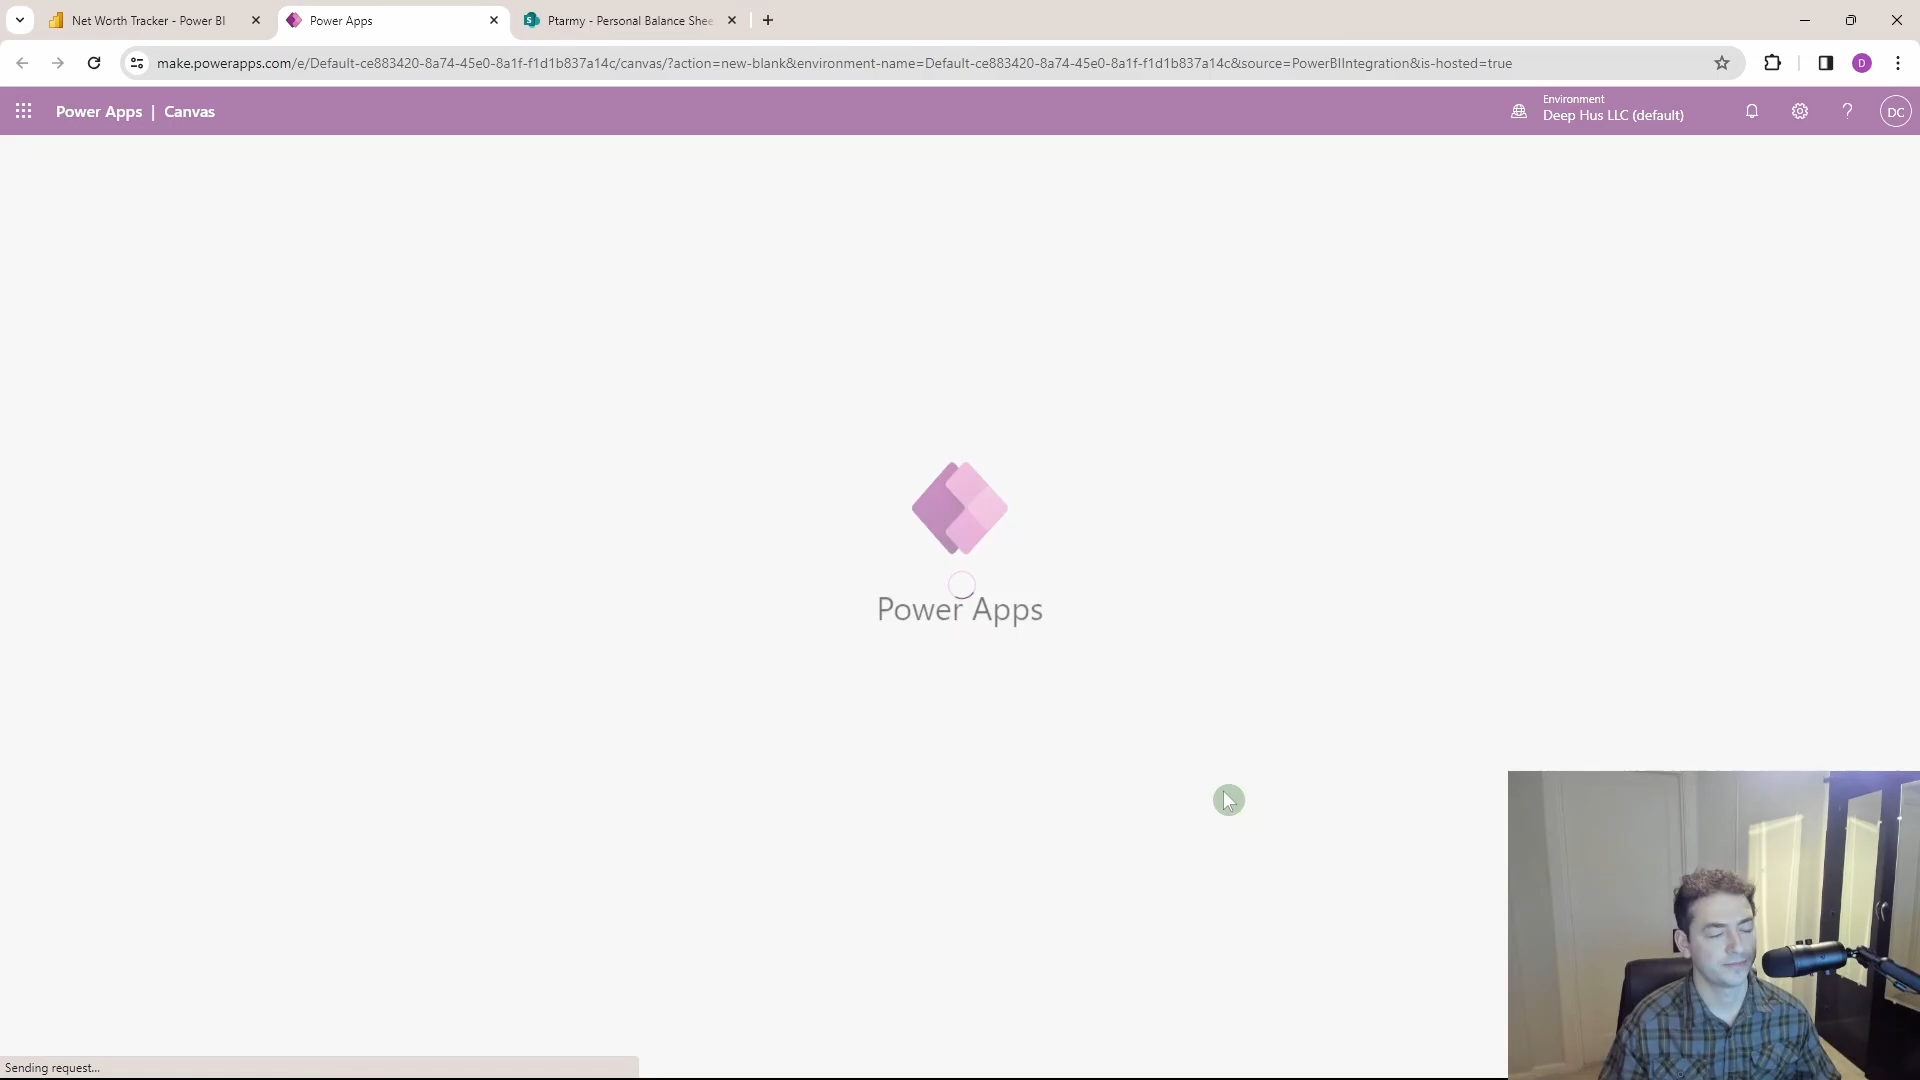 Net Worth Tracker - Power BI
Power Apps
Ptarmy - Personal Balance Shee
make.powerapps.com/e/Default-ce883420-8a74-45e0-8a1f-f1d1b837a14c/canvas/?action=new-blank&environment-name=Default-ce883420-8a74-45e0-8a1f-f1d1b837a14c&source=PowerBIIntegration&is-hosted=true
D
Power Apps | Canvas
Environment
Deep Hus LLC (default)
DC
Power Apps
Sending request...